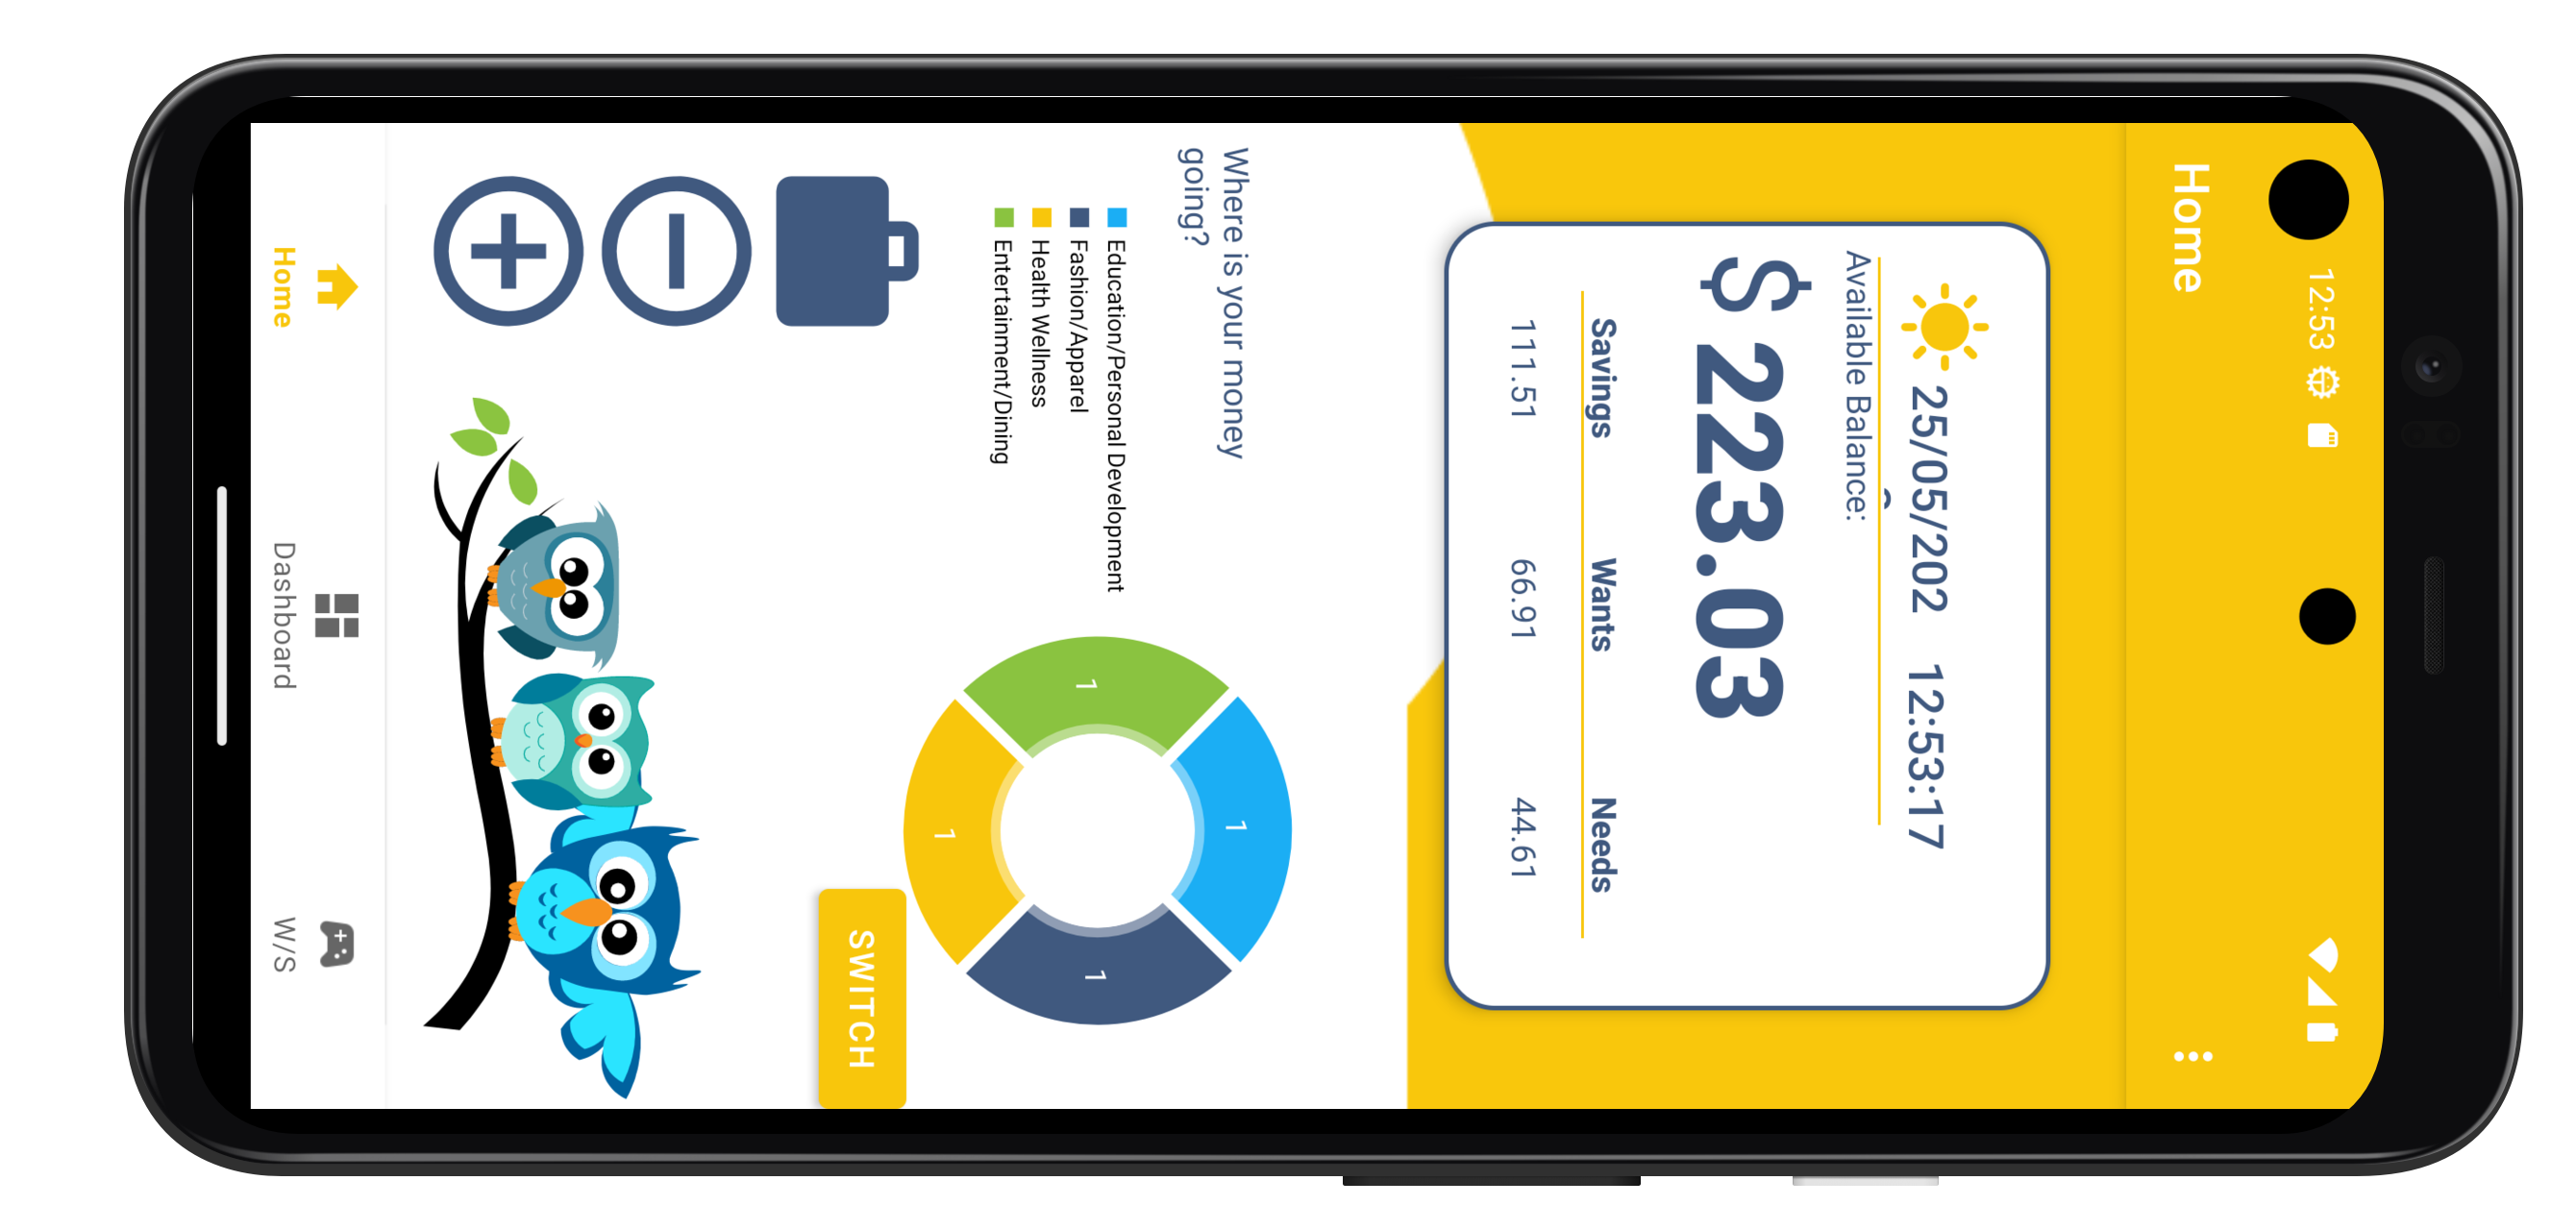 12:53
Home
25/05/202 12:53:17
Available Balance:
$ 223.03
Savings Wants Needs
111.51 66.91 44.61
Where is your money
going?
Education/Personal Development
Fashion/Apparel
Health Wellness
Entertainment/Dining
1
1
1
1
SWITCH
Home Dashboard W/S